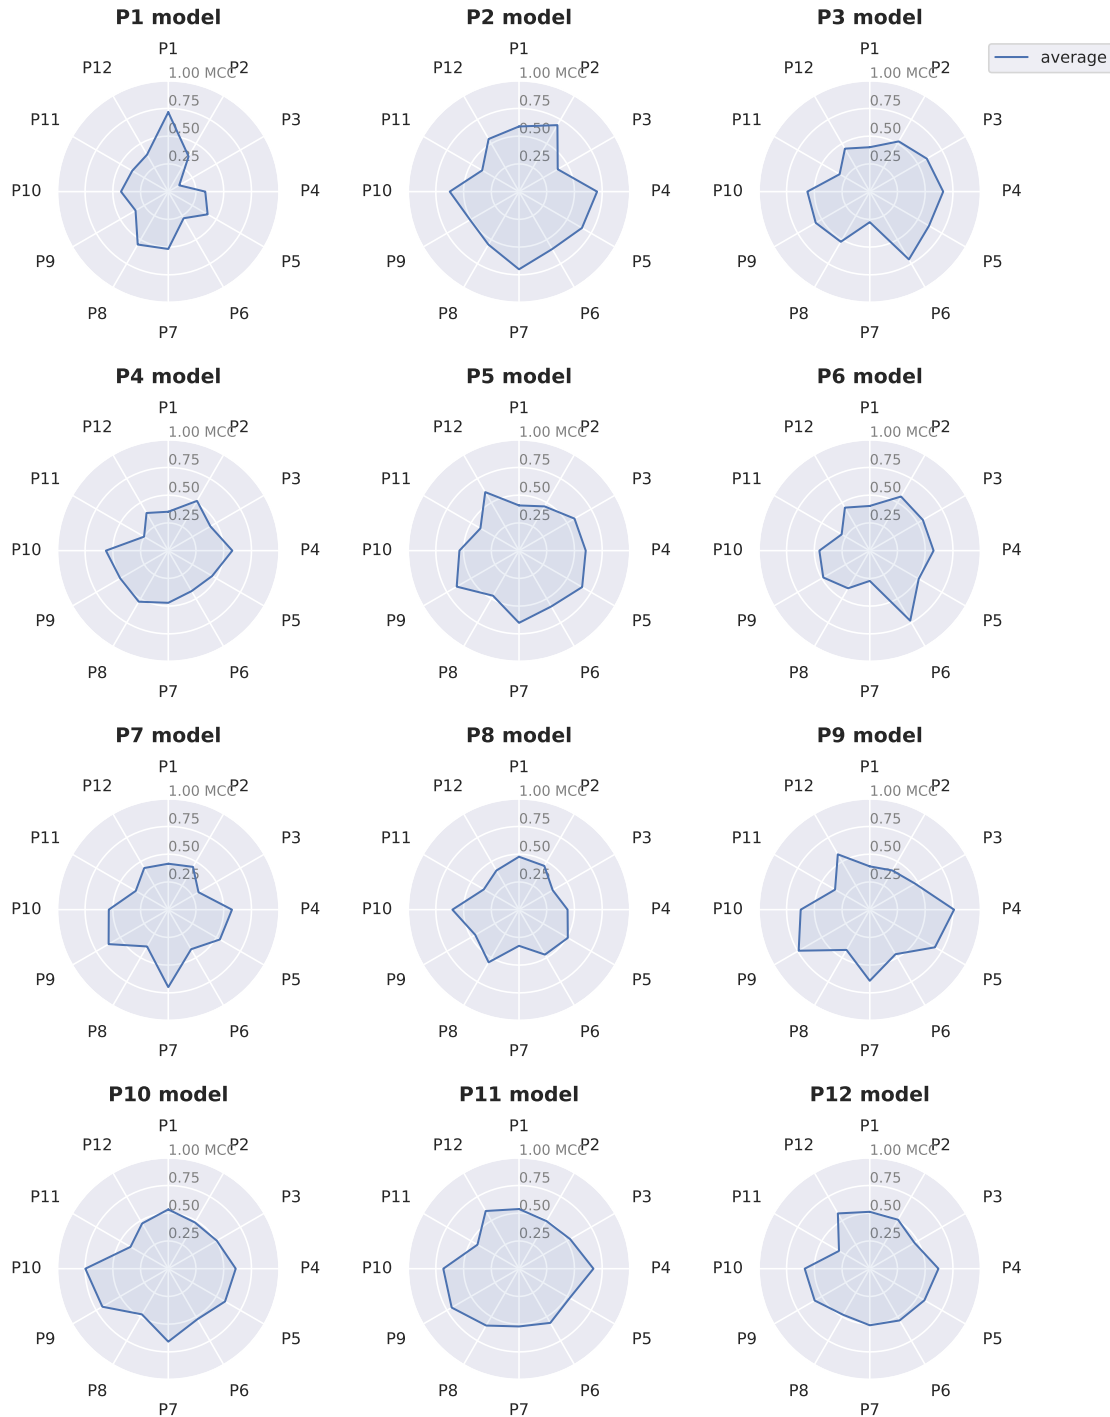 P1 model
P2 model
P3 model
P1
P2
P3
P4
P5
P6
P7
P8
P9
P10
P11
P12
1.00 MCC
0.75
0.50
0.25
P1
P2
P3
P4
P5
P6
P7
P8
P9
P10
P11
P12
1.00 MCC
0.75
0.50
0.25
P1
P2
P3
P4
P5
P6
P7
P8
P9
P10
P11
P12
1.00 MCC
0.75
0.50
0.25
average
P4 model
P5 model
P6 model
P1
P2
P3
P4
P5
P6
P7
P8
P9
P10
P11
P12
1.00 MCC
0.75
0.50
0.25
P1
P2
P3
P4
P5
P6
P7
P8
P9
P10
P11
P12
1.00 MCC
0.75
0.50
0.25
P1
P2
P3
P4
P5
P6
P7
P8
P9
P10
P11
P12
1.00 MCC
0.75
0.50
0.25
P7 model
P8 model
P9 model
P1
P2
P3
P4
P5
P6
P7
P8
P9
P10
P11
P12
1.00 MCC
0.75
0.50
0.25
P1
P2
P3
P4
P5
P6
P7
P8
P9
P10
P11
P12
1.00 MCC
0.75
0.50
0.25
P1
P2
P3
P4
P5
P6
P7
P8
P9
P10
P11
P12
1.00 MCC
0.75
0.50
0.25
P10 model
P11 model
P12 model
P1
P2
P3
P4
P5
P6
P7
P8
P9
P10
P11
P12
1.00 MCC
0.75
0.50
0.25
P1
P2
P3
P4
P5
P6
P7
P8
P9
P10
P11
P12
1.00 MCC
0.75
0.50
0.25
P1
P2
P3
P4
P5
P6
P7
P8
P9
P10
P11
P12
1.00 MCC
0.75
0.50
0.25